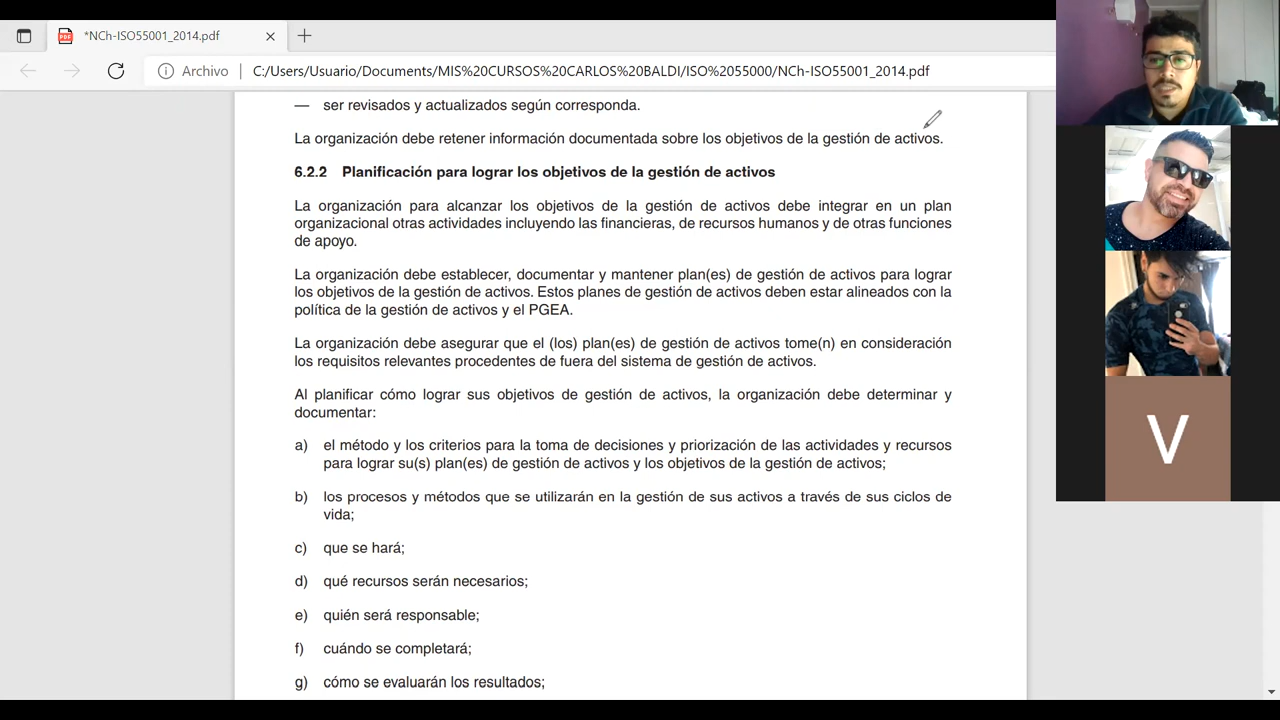 *NCh-ISO55001_2014.pdf
Archivo
C:/Users/Usuario/Documents/MIS%20CURSOS%20CARLOS%20BALDI/ISO%2055000/NCh-ISO55001_2014.pdf
— ser revisados y actualizados según corresponda.
La organización debe retener información documentada sobre los objetivos de la gestión de activos.
6.2.2 Planificación para lograr los objetivos de la gestión de activos
La organización para alcanzar los objetivos de la gestión de activos debe integrar en un plan
organizacional otras actividades incluyendo las financieras, de recursos humanos y de otras funciones
de apoyo.
La organización debe establecer, documentar y mantener plan(es) de gestión de activos para lograr
los objetivos de la gestión de activos. Estos planes de gestión de activos deben estar alineados con la
política de la gestión de activos y el PGEA.
La organización debe asegurar que el (los) plan(es) de gestión de activos tome(n) en consideración
los requisitos relevantes procedentes de fuera del sistema de gestión de activos.
Al planificar cómo lograr sus objetivos de gestión de activos, la organización debe determinar y
documentar:
a) el método y los criterios para la toma de decisiones y priorización de las actividades y recursos
para lograr su(s) plan(es) de gestión de activos y los objetivos de la gestión de activos;
b) los procesos y métodos que se utilizarán en la gestión de sus activos a través de sus ciclos de
vida;
c) que se hará;
d) qué recursos serán necesarios;
e) quién será responsable;
f) cuándo se completará;
g) cómo se evaluarán los resultados;
V